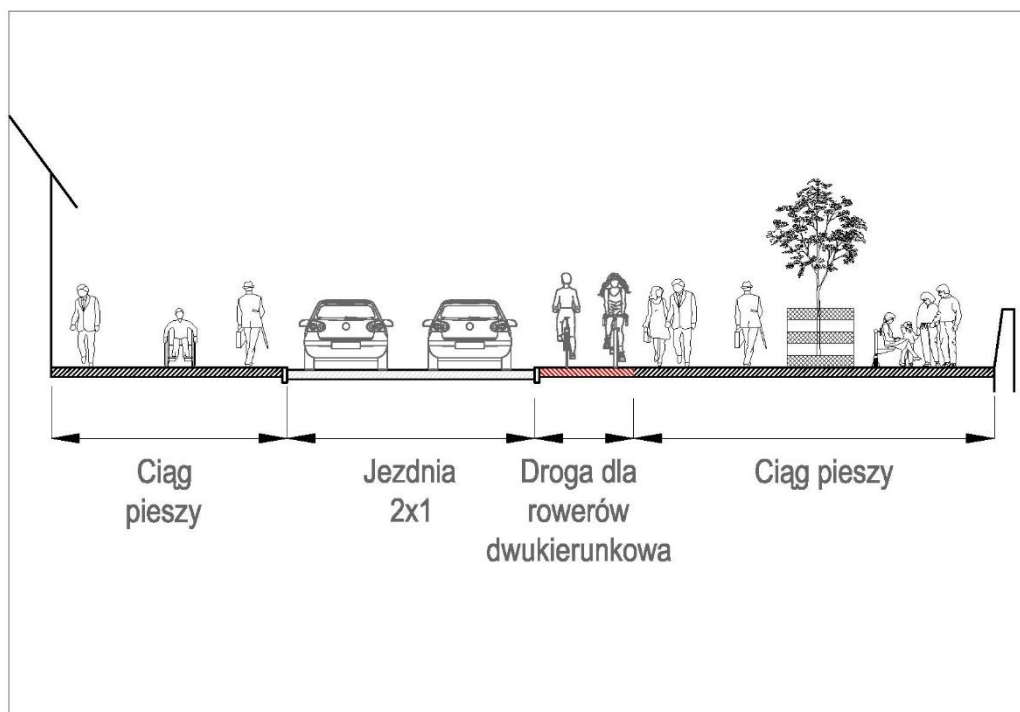 Ciąg
pieszy
Jezdnia
2x1
Droga dla
rowerów
dwukierunkowa
Ciąg pieszy